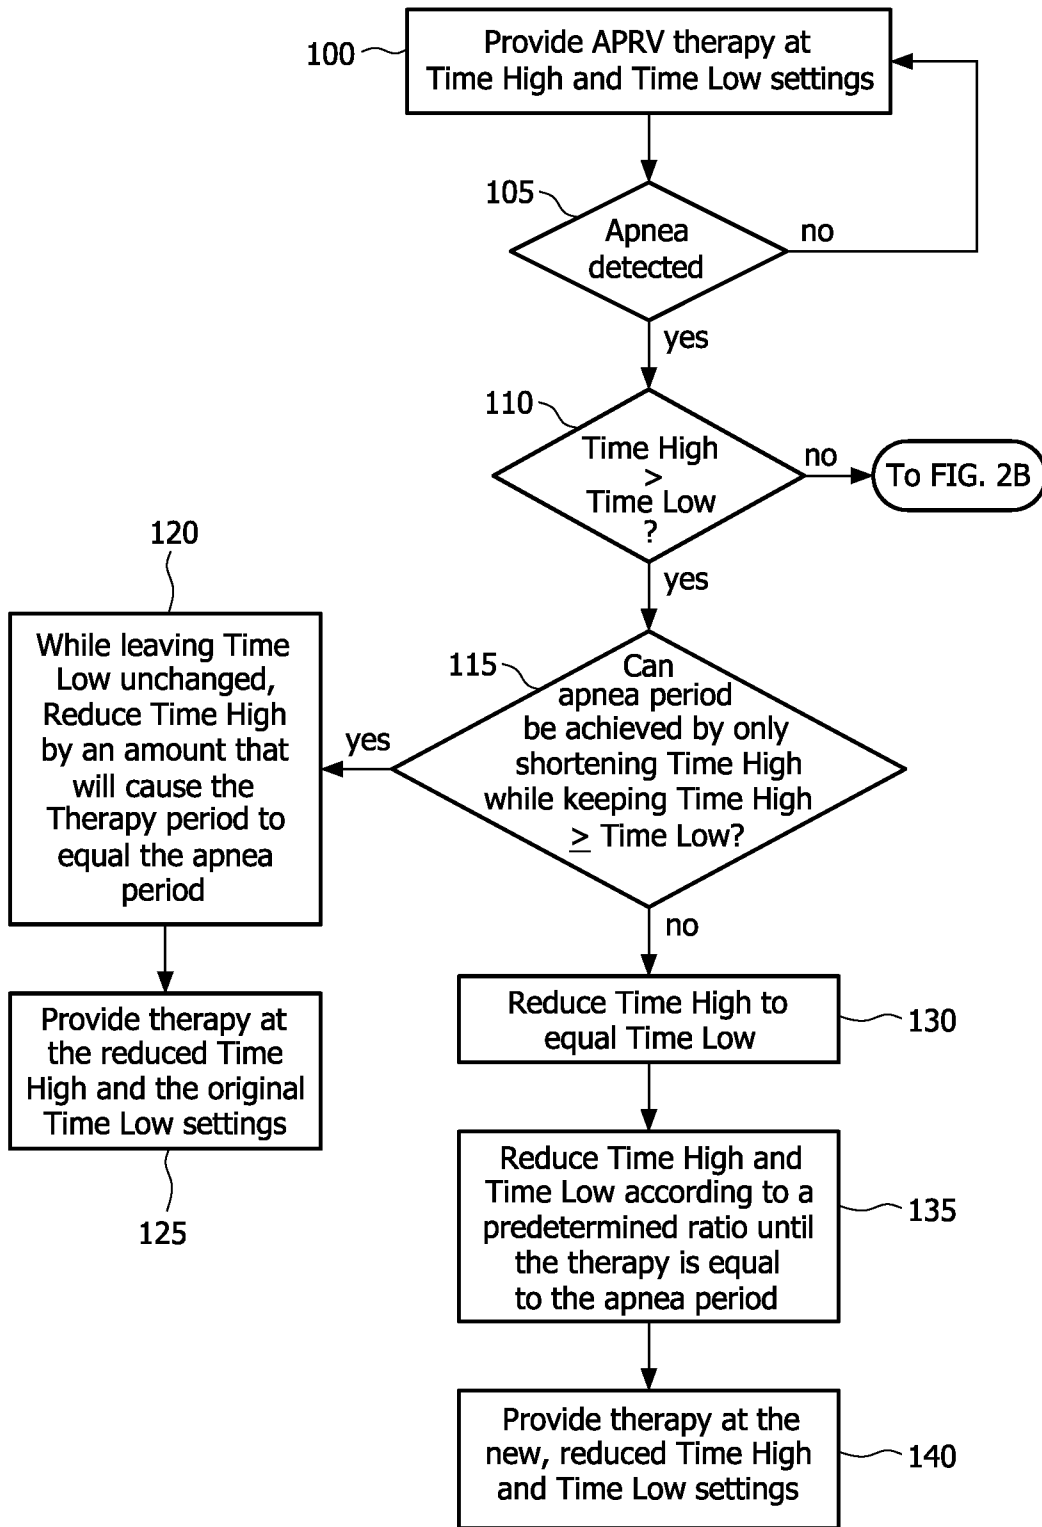 100
Provide APRV therapy at
Time High and Time Low settings
105
Apnea
detected
no
yes
110
Time High
>
Time Low
?
no
To FIG. 2B
yes
115
Can
apnea period
be achieved by only
shortening Time High
while keeping Time High
≥ Time Low?
yes
no
120
While leaving Time
Low unchanged,
Reduce Time High
by an amount that
will cause the
Therapy period to
equal the apnea
period
Provide therapy at
the reduced Time
High and the original
Time Low settings
125
Reduce Time High to
equal Time Low
130
Reduce Time High and
Time Low according to a
predetermined ratio until
the therapy is equal
to the apnea period
135
Provide therapy at the
new, reduced Time High
and Time Low settings
140